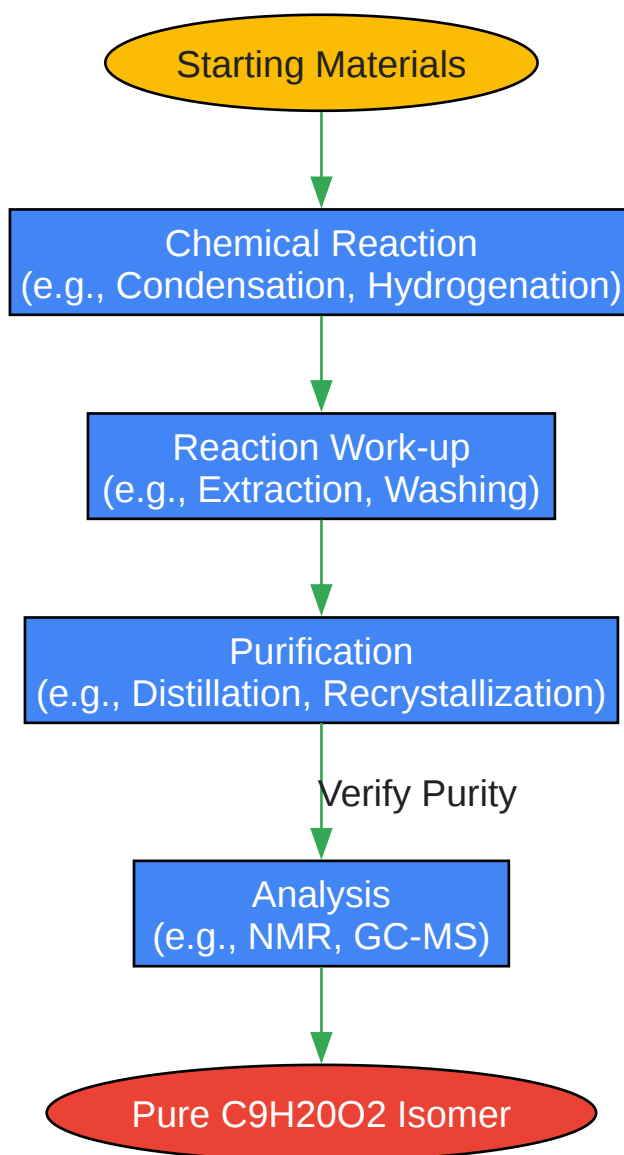 Starting Materials
Chemical Reaction
(e.g., Condensation, Hydrogenation)
Reaction Work-up
(e.g., Extraction, Washing)
Purification
(e.g., Distillation, Recrystallization)
Verify Purity
Analysis
(e.g., NMR, GC-MS)
Pure C9H20O2 Isomer